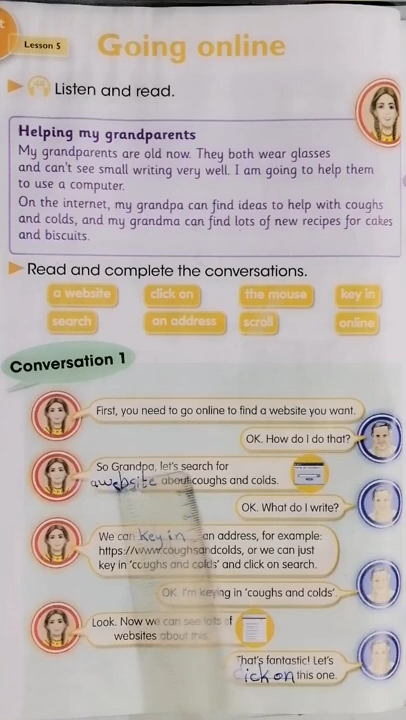 Lesson 5
Going online
Listen and read.
Helping my grandparents
My grandparents are old now. They both wear glasses
and can't see small writing very well. I am going to help them
to use a computer.
On the internet, my grandpa can find ideas to help with coughs
and colds, and my grandma can find lots of new recipes for cakes
and biscuits.
Read and complete the conversations.
a website click on the mouse key in
search an address scroll online
Conversation 1
First, you need to go online to find a website you want.
OK. How do I do that?
So Grandpa, let's search for
a website about coughs and colds.
OK. What do I write?
We can key in an address, for example:
https://www.coughsandcolds, or we can just
key in 'coughs and colds' and click on search.
OK. I'm keying in 'coughs and colds'.
Look. Now we can see lots of
websites about this.
That's fantastic! Let's
click on this one.